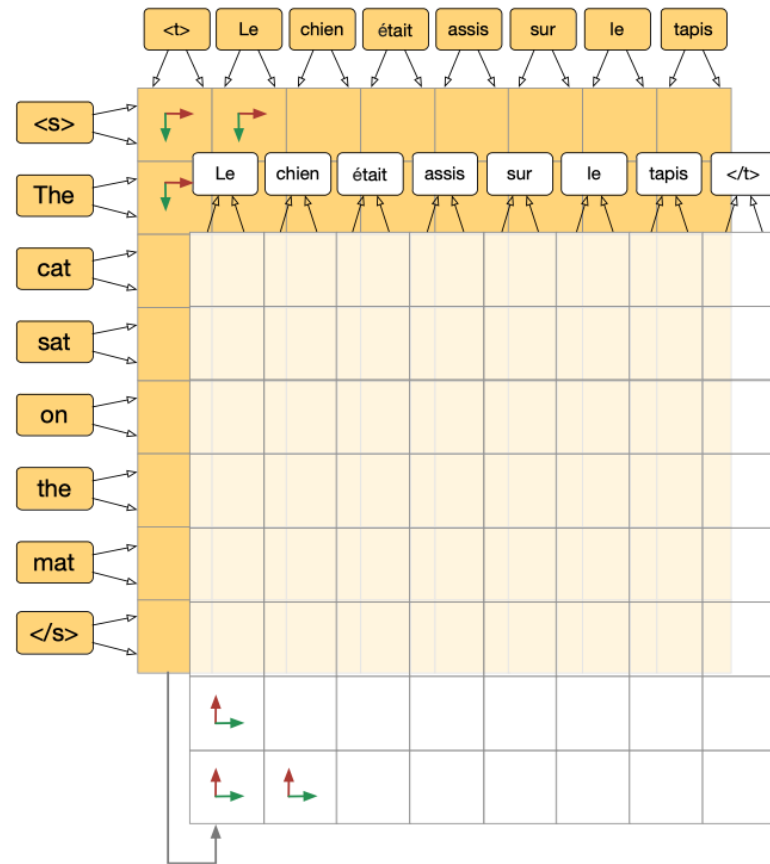 <t> Le chien était assis sur le tapis
<s>
The
Le chien était assis sur le tapis </t>
cat
sat
on
the
mat
</s>